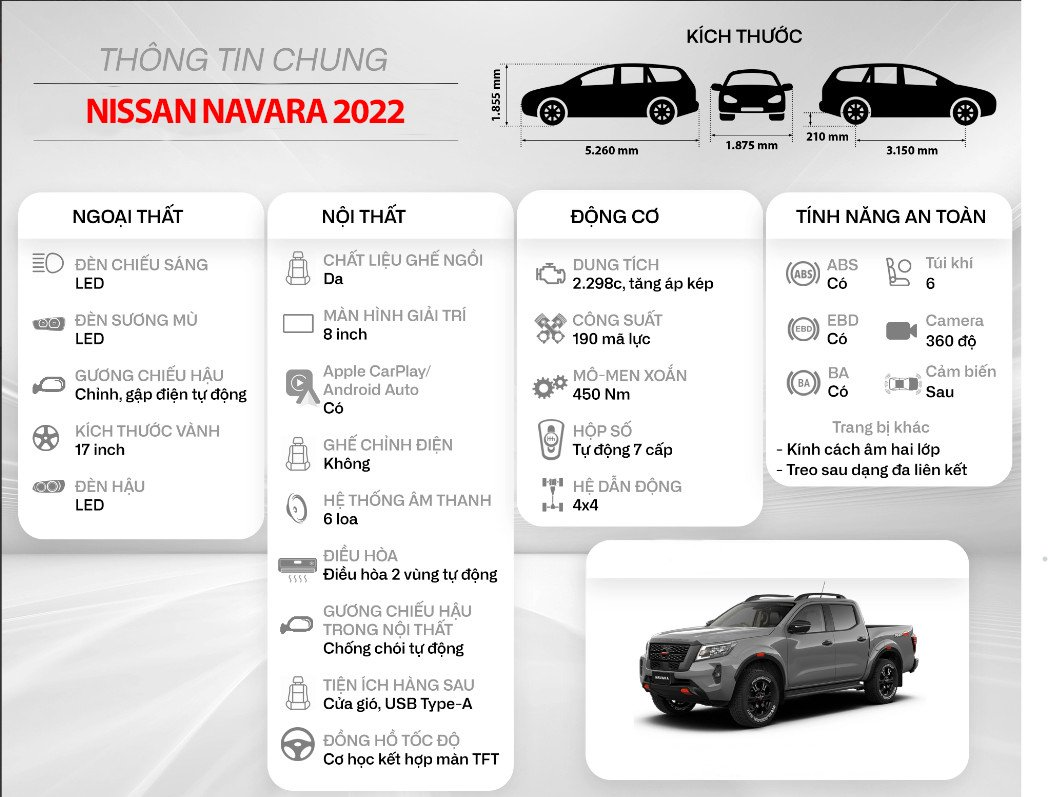 THÔNG TIN CHUNG
NISSAN NAVARA 2022
KÍCH THƯỚC
1.855 mm
5.260 mm
1.875 mm
210 mm
3.150 mm
NGOẠI THẤT
ĐÈN CHIẾU SÁNG
LED
ĐÈN SƯƠNG MÙ
LED
GƯƠNG CHIẾU HẬU
Chỉnh, gập điện tự động
KÍCH THƯỚC VÀNH
17 inch
ĐÈN HẬU
LED
NỘI THẤT
CHẤT LIỆU GHẾ NGỒI
Da
MÀN HÌNH GIẢI TRÍ
8 inch
Apple CarPlay/
Android Auto
Có
GHẾ CHỈNH ĐIỆN
Không
HỆ THỐNG ÂM THANH
6 loa
ĐIỀU HÒA
Điều hòa 2 vùng tự động
GƯƠNG CHIẾU HẬU
TRONG NỘI THẤT
Chống chói tự động
TIỆN ÍCH HÀNG SAU
Cửa gió, USB Type-A
ĐỒNG HỒ TỐC ĐỘ
Cơ học kết hợp màn TFT
ĐỘNG CƠ
DUNG TÍCH
2.298c, tăng áp kép
CÔNG SUẤT
190 mã lực
MÔ-MEN XOẮN
450 Nm
HỘP SỐ
Tự động 7 cấp
HỆ DẪN ĐỘNG
4x4
TÍNH NĂNG AN TOÀN
ABS
ABS
Có
Túi khí
6
EBD
EBD
Có
Camera
360 độ
BA
BA
Có
Cảm biến
Sau
Trang bị khác
- Kính cách âm hai lớp
- Treo sau dạng đa liên kết
NAVARA